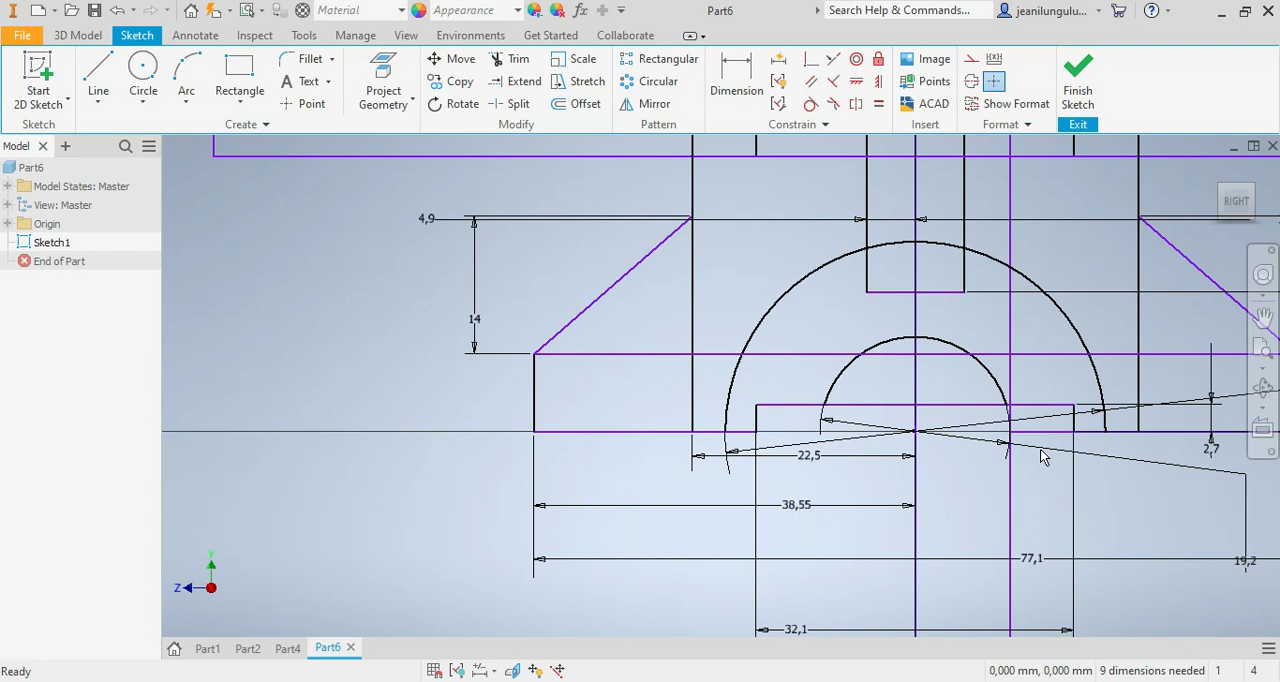 Material
Appearance
fx
Part6
Search Help & Commands...
jeanilungulu...
File
3D Model
Sketch
Annotate
Inspect
Tools
Manage
View
Environments
Get Started
Collaborate
Start
2D Sketch
Line
Circle
Arc
Rectangle
Fillet
Text
Point
Project
Geometry
Move
Copy
Rotate
Trim
Extend
Split
Scale
Stretch
Offset
Rectangular
Circular
Mirror
Dimension
Image
Points
ACAD
Show Format
Finish
Sketch
Sketch
Create
Modify
Pattern
Constrain
Insert
Format
Exit
Model
Part6
Model States: Master
View: Master
Origin
Sketch1
End of Part
RIGHT
4,9
14
22,5
2,7
38,55
77,1
19,2
32,1
Y
Z
Part1
Part2
Part4
Part6
Ready
0,000 mm, 0,000 mm
9 dimensions needed
1
4